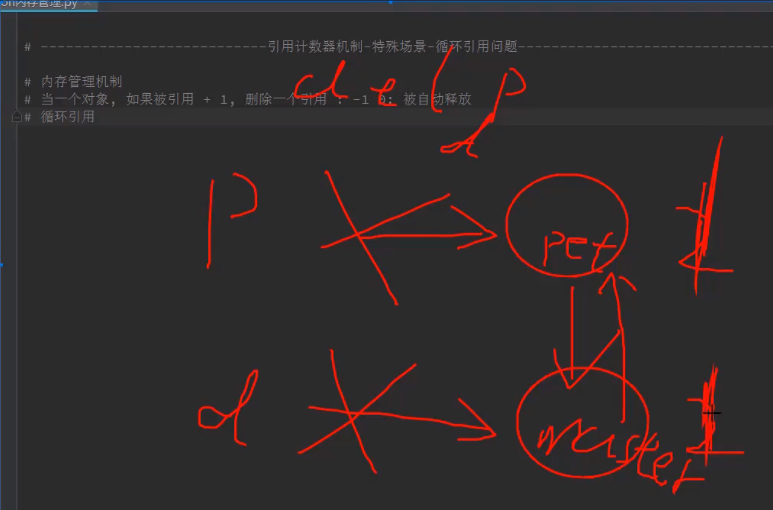 5n内存管理.py
# --------------------------引用计数器机制-特殊场景-循环引用问题-----------------------------
# 内存管理机制
# 当一个对象, 如果被引用 + 1, 删除一个引用 : -1 0: 被自动释放
# 循环引用
del p
d
P
pet
1
d
master
1